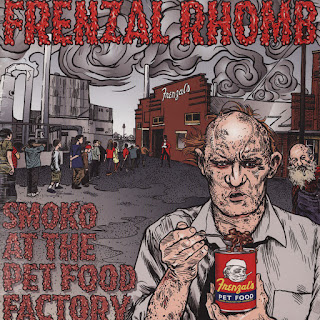 FRENZAL RHOMB
Frenzal's
SMOKO
AT THE
PET FOOD
FACTORY
Frenzal's
PET FOOD